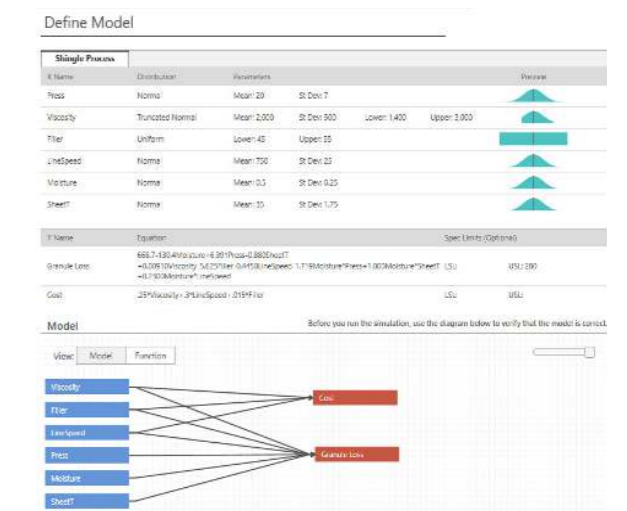 Define Model
Shingle Process
X Name Distribution Parameters Preview
Press Normal Mean: 20 St Dev: 7
Viscosity Truncated Normal Mean: 2,000 St Dev: 500 Lower: 1,400 Upper: 3,000
Filler Uniform Lower: 45 Upper: 55
LineSpeed Normal Mean: 750 St Dev: 25
Moisture Normal Mean: 0.5 St Dev: 0.25
SheetT Normal Mean: 35 St Dev: 1.75
Y Name Equation Spec Limits (Optional)
Granule Loss LSL: USL: 280
Cost LSL: USL:
Model Before you run the simulation, use the diagram below to verify that the model is correct.
View: Model Function
Viscosity
Filler
LineSpeed
Press
Moisture
SheetT
Cost
Granule Loss